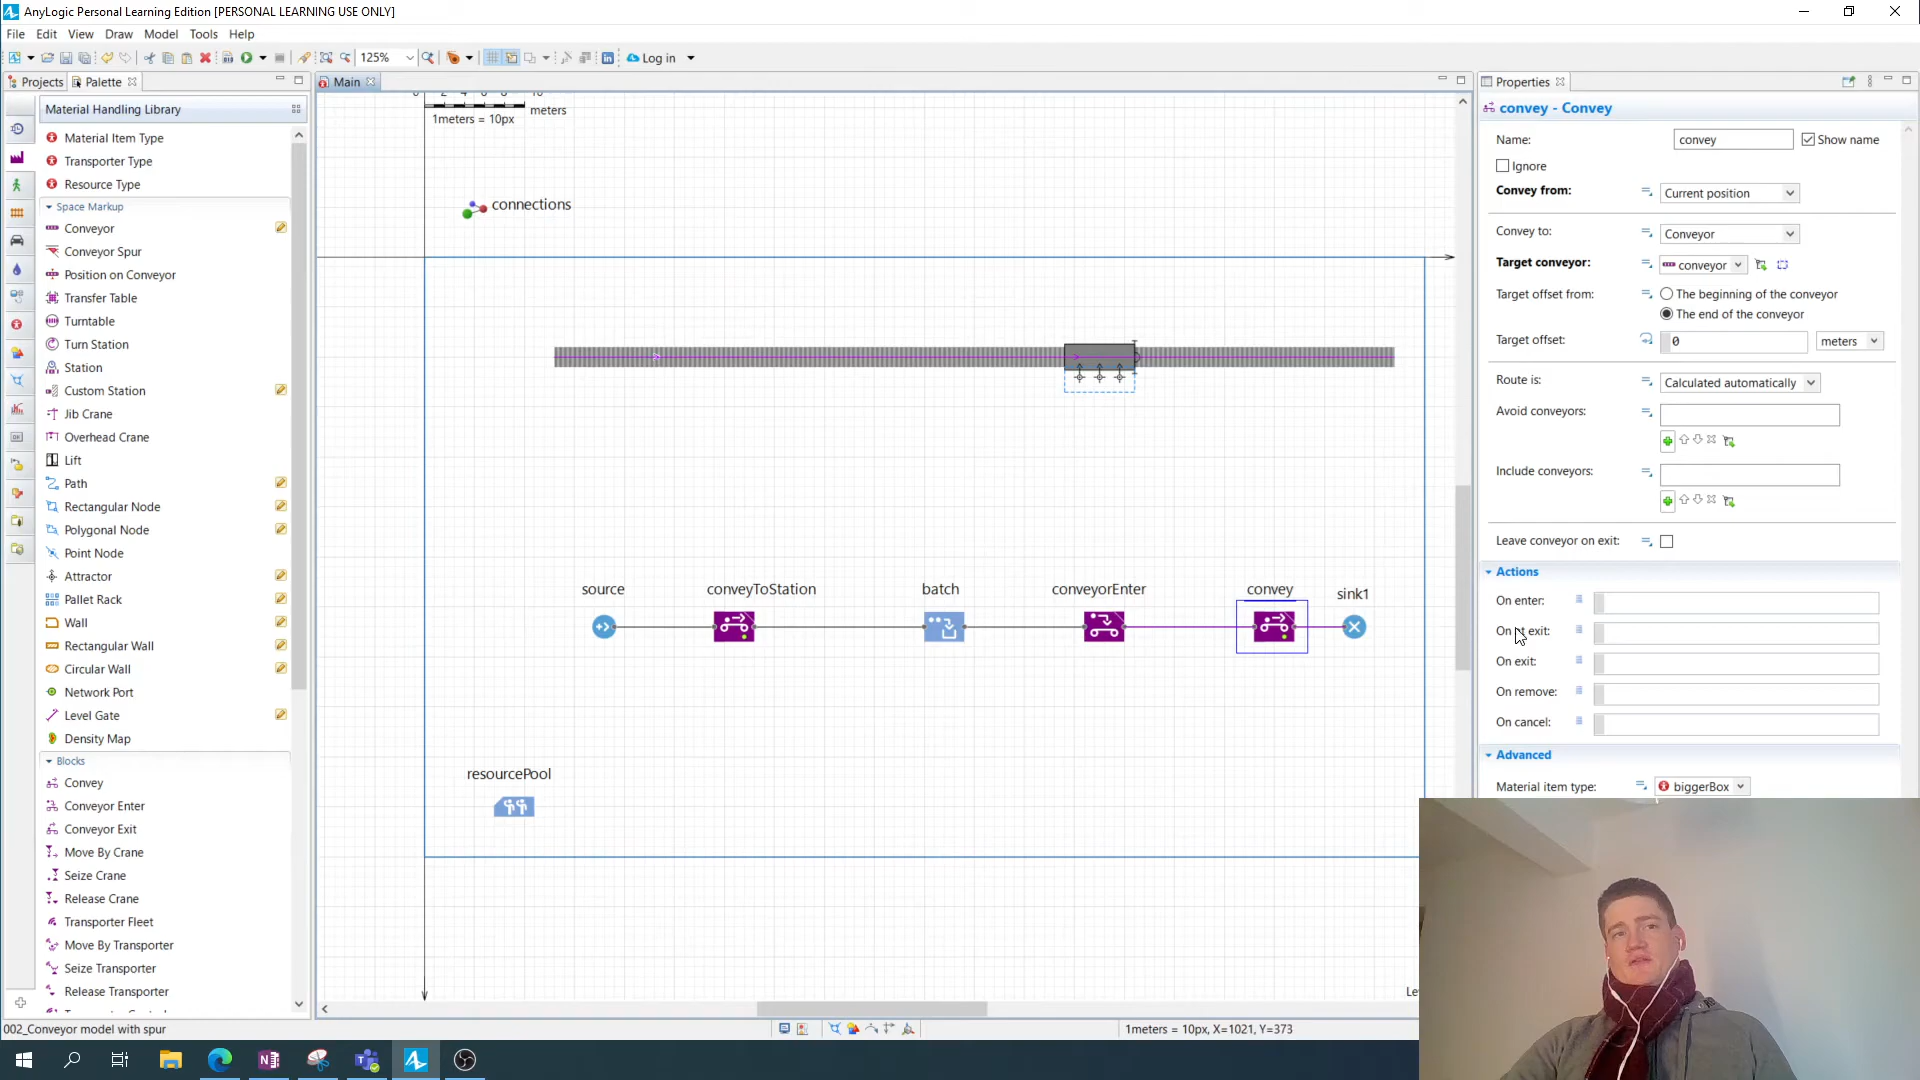 AnyLogic Personal Learning Edition [PERSONAL LEARNING USE ONLY]
File Edit View Draw Model Tools Help
125%
Log in
Projects
Palette
Main
Properties
Material Handling Library
Material Item Type
Transporter Type
Resource Type
Space Markup
Conveyor
Conveyor Spur
Position on Conveyor
Transfer Table
Turntable
Turn Station
Station
Custom Station
Jib Crane
Overhead Crane
Lift
Path
Rectangular Node
Polygonal Node
Point Node
Attractor
Pallet Rack
Wall
Rectangular Wall
Circular Wall
Network Port
Level Gate
Density Map
Blocks
Convey
Conveyor Enter
Conveyor Exit
Move By Crane
Seize Crane
Release Crane
Transporter Fleet
Move By Transporter
Seize Transporter
Release Transporter
0 2 4 6 8 10
meters
1meters = 10px
connections
source
conveyToStation
batch
conveyorEnter
convey
sink1
resourcePool
convey - Convey
Name: convey Show name
Ignore
Convey from: Current position
Convey to: Conveyor
Target conveyor: conveyor
Target offset from: The beginning of the conveyor
The end of the conveyor
Target offset: 0 meters
Route is: Calculated automatically
Avoid conveyors:
Include conveyors:
Leave conveyor on exit:
Actions
On enter:
exit:
On exit:
On remove:
On cancel:
Advanced
Material item type: biggerBox
002_Conveyor model with spur
1meters = 10px, X=1021, Y=373